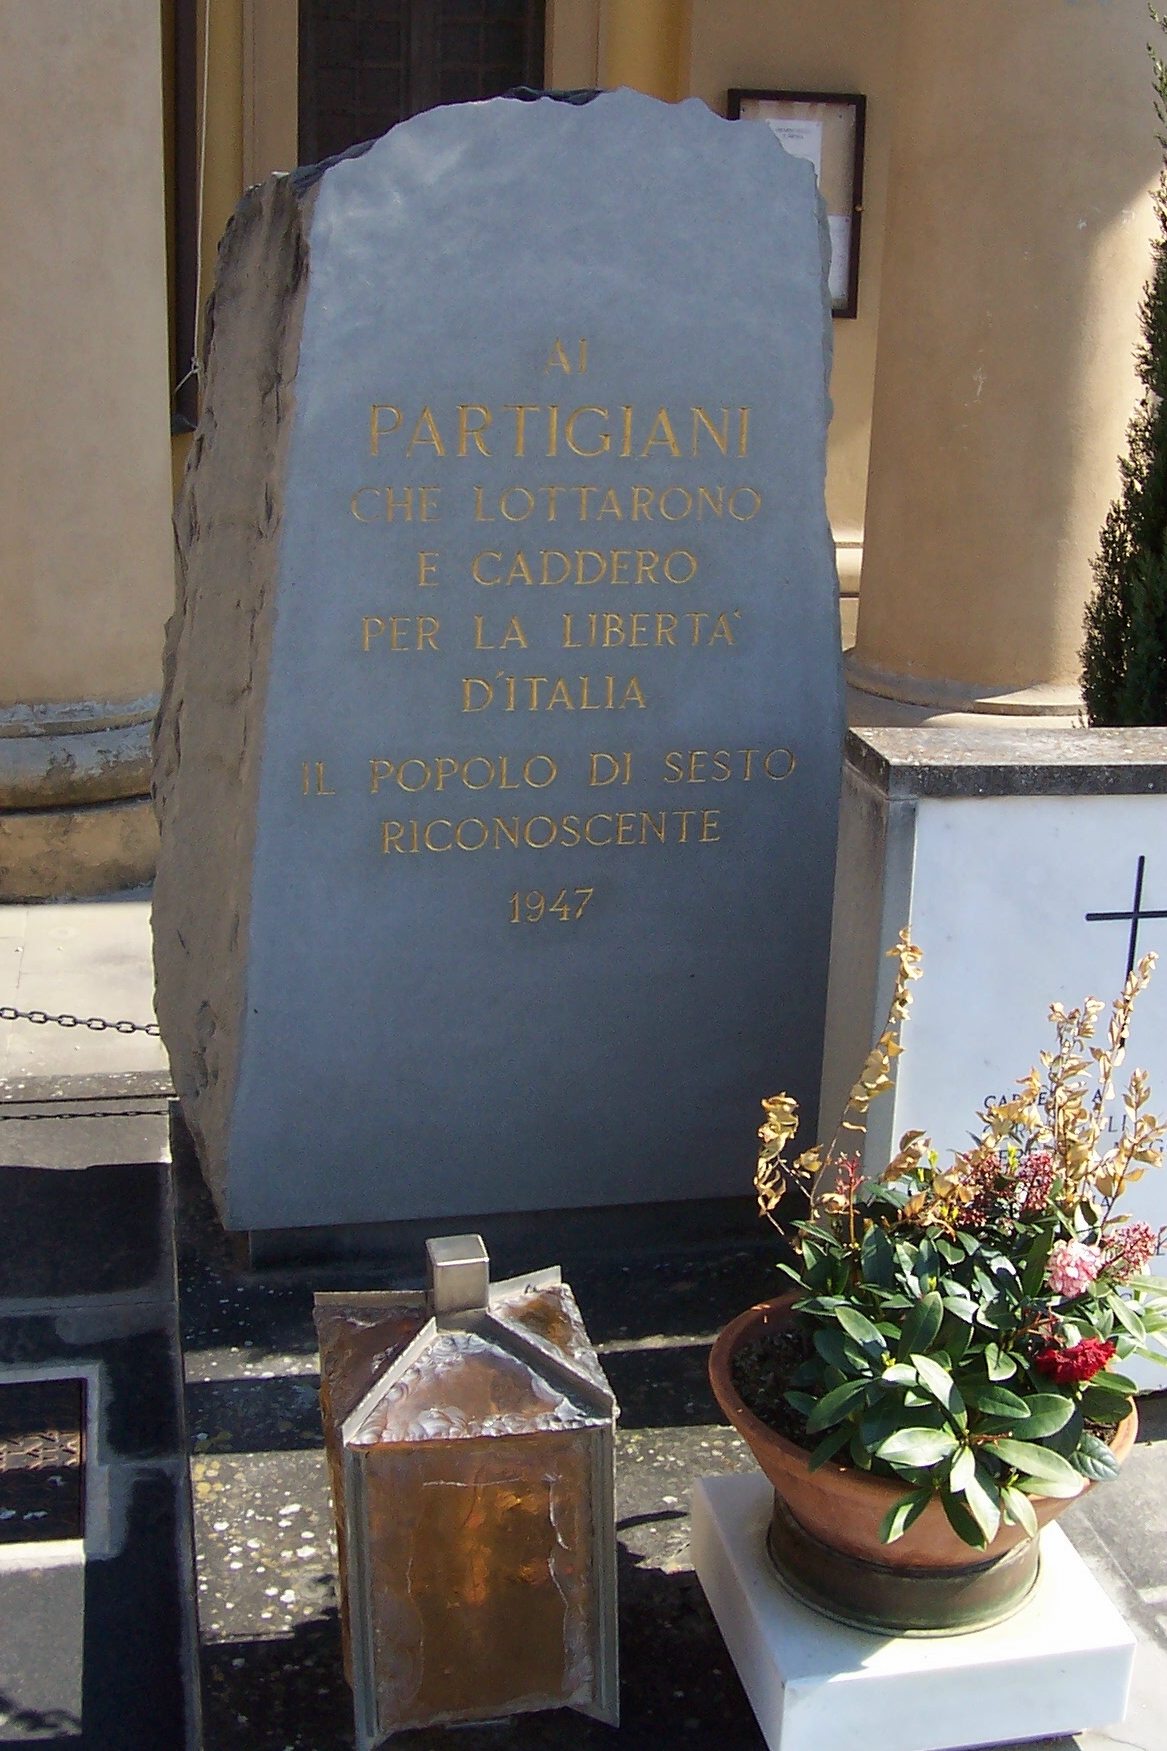 AI
PARTIGIANI
CHE LOTTARONO
E CADDERO
PER LA LIBERTA'
D'ITALIA
IL POPOLO DI SESTO
RICONOSCENTE
1947